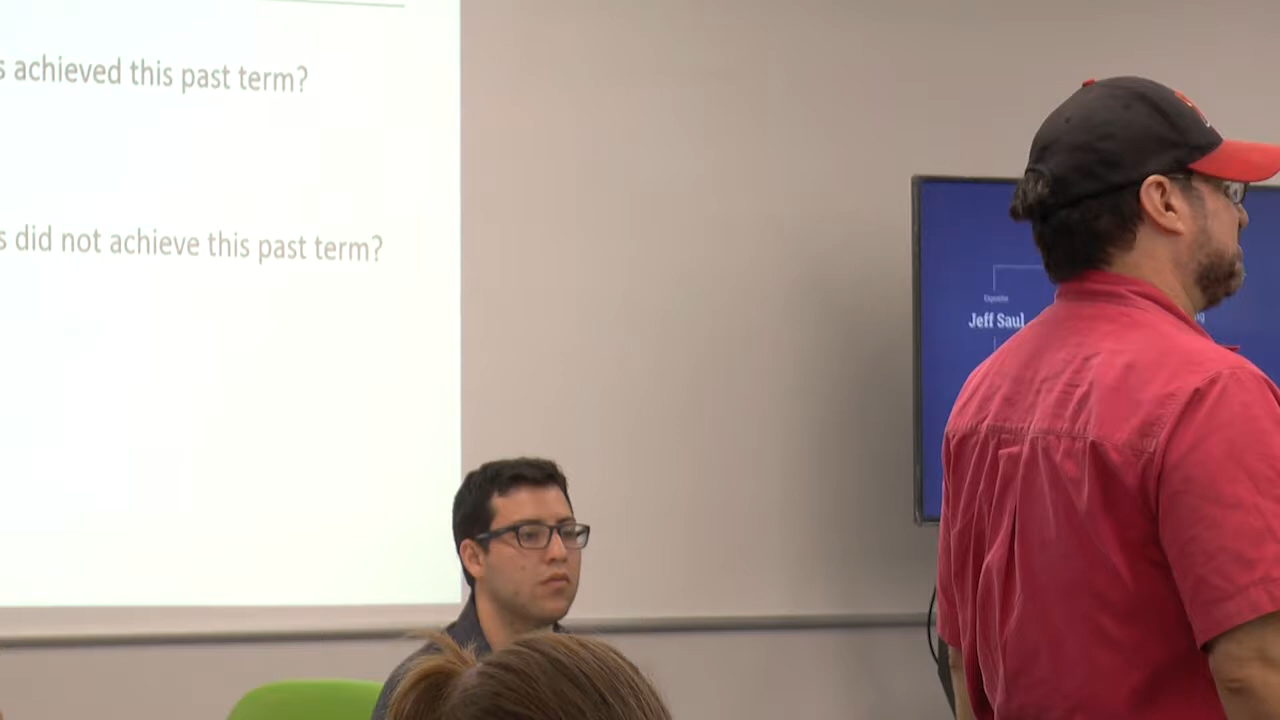 s achieved this past term?
s did not achieve this past term?
Jeff Saul